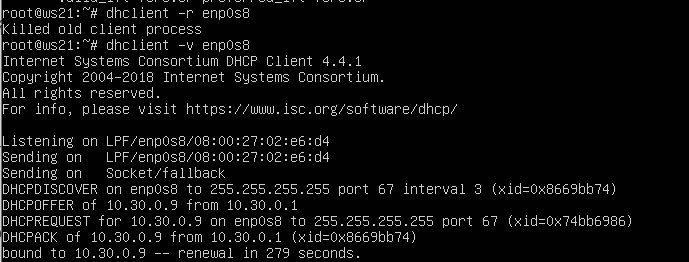 root@ws21:~# dhclient -r enp0s8
Killed old client process
root@ws21:~# dhclient -v enp0s8
Internet Systems Consortium DHCP Client 4.4.1
Copyright 2004-2018 Internet Systems Consortium.
All rights reserved.
For info, please visit https://www.isc.org/software/dhcp/
Listening on LPF/enp0s8/08:00:27:02:e6:d4
Sending on   LPF/enp0s8/08:00:27:02:e6:d4
Sending on   Socket/fallback
DHCPDISCOVER on enp0s8 to 255.255.255.255 port 67 interval 3 (xid=0x8669bb74)
DHCPOFFER of 10.30.0.9 from 10.30.0.1
DHCPREQUEST for 10.30.0.9 on enp0s8 to 255.255.255.255 port 67 (xid=0x74bb6986)
DHCPACK of 10.30.0.9 from 10.30.0.1 (xid=0x8669bb74)
bound to 10.30.0.9 -- renewal in 279 seconds.